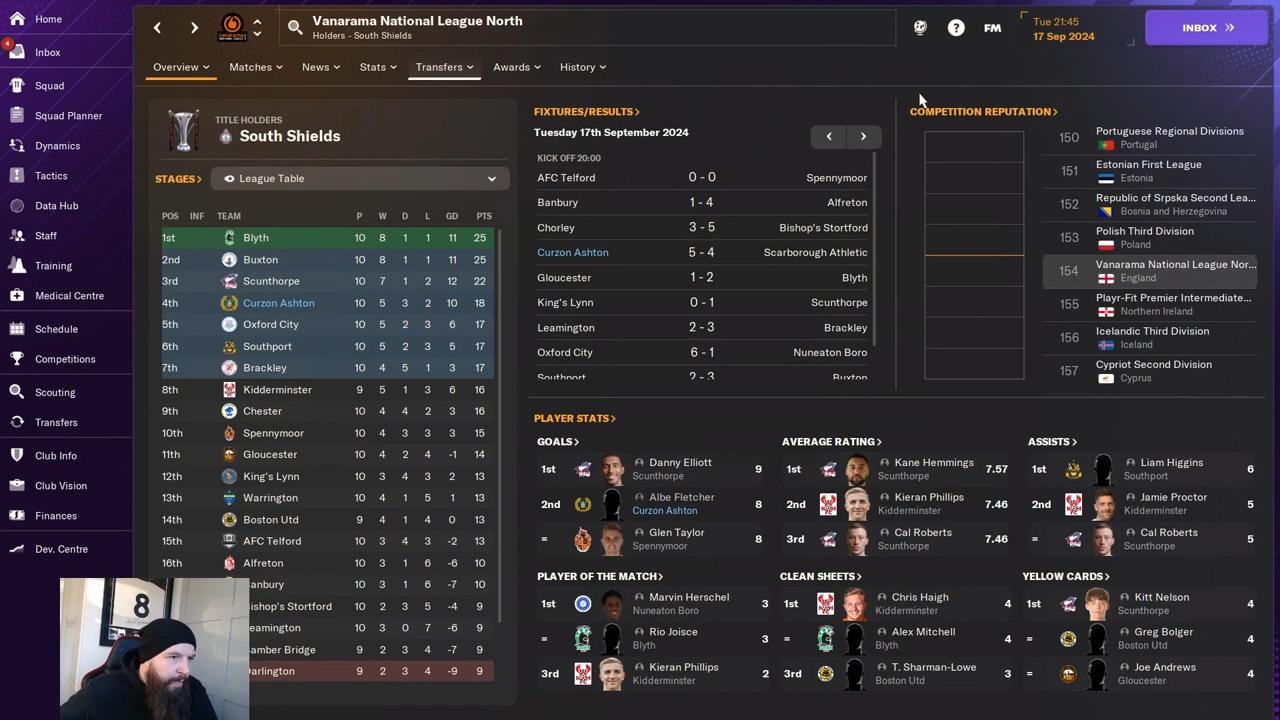 Home
4
Inbox
Squad
Squad Planner
Dynamics
Tactics
Data Hub
Staff
Training
Medical Centre
Schedule
Competitions
Scouting
Transfers
Club Info
Club Vision
Finances
Dev. Centre
Vanarama National League North
Holders - South Shields
?
FM
Tue 21:45
17 Sep 2024
INBOX
Overview
Matches
News
Stats
Transfers
Awards
History
TITLE HOLDERS
South Shields
STAGES>
League Table
POS INF TEAM P W D L GD PTS
1st Blyth 10 8 1 1 11 25
2nd Buxton 10 8 1 1 11 25
3rd Scunthorpe 10 7 1 2 12 22
4th Curzon Ashton 10 5 3 2 10 18
5th Oxford City 10 5 2 3 6 17
6th Southport 10 5 2 3 5 17
7th Brackley 10 4 5 1 3 17
8th Kidderminster 9 5 1 3 6 16
9th Chester 10 4 4 2 3 16
10th Spennymoor 10 4 3 3 3 15
11th Gloucester 10 4 2 4 -1 14
12th King's Lynn 10 3 4 3 2 13
13th Warrington 10 4 1 5 1 13
14th Boston Utd 9 4 1 4 0 13
15th AFC Telford 10 3 4 3 -2 13
16th Alfreton 10 3 1 6 -6 10
Banbury 10 3 1 6 -7 10
Bishop's Stortford 10 2 3 5 -4 9
Leamington 10 3 0 7 -6 9
Bamber Bridge 9 2 3 4 -7 9
Darlington 9 2 3 4 -9 9
8
FIXTURES/RESULTS>
Tuesday 17th September 2024
KICK OFF 20:00
AFC Telford 0 - 0 Spennymoor
Banbury 1 - 4 Alfreton
Chorley 3 - 5 Bishop's Stortford
Curzon Ashton 5 - 4 Scarborough Athletic
Gloucester 1 - 2 Blyth
King's Lynn 0 - 1 Scunthorpe
Leamington 2 - 3 Brackley
Oxford City 6 - 1 Nuneaton Boro
Southport 2 - 3 Buxton
COMPETITION REPUTATION>
150 Portuguese Regional Divisions
Portugal
151 Estonian First League
Estonia
152 Republic of Srpska Second Lea...
Bosnia and Herzegovina
153 Polish Third Division
Poland
154 Vanarama National League Nor...
England
155 Playr-Fit Premier Intermediate...
Northern Ireland
156 Icelandic Third Division
Iceland
157 Cypriot Second Division
Cyprus
PLAYER STATS>
GOALS>
1st Danny Elliott 9
Scunthorpe
2nd Albe Fletcher 8
Curzon Ashton
= Glen Taylor 8
Spennymoor
AVERAGE RATING>
1st Kane Hemmings 7.57
Scunthorpe
2nd Kieran Phillips 7.46
Kidderminster
3rd Cal Roberts 7.46
Scunthorpe
ASSISTS>
1st Liam Higgins 6
Southport
2nd Jamie Proctor 5
Kidderminster
= Cal Roberts 5
Scunthorpe
PLAYER OF THE MATCH>
1st Marvin Herschel 3
Nuneaton Boro
= Rio Joisce 3
Blyth
3rd Kieran Phillips 2
Kidderminster
CLEAN SHEETS>
1st Chris Haigh 4
Kidderminster
= Alex Mitchell 4
Blyth
3rd T. Sharman-Lowe 3
Boston Utd
YELLOW CARDS>
1st Kitt Nelson 4
Scunthorpe
= Greg Bolger 4
Boston Utd
= Joe Andrews 4
Gloucester